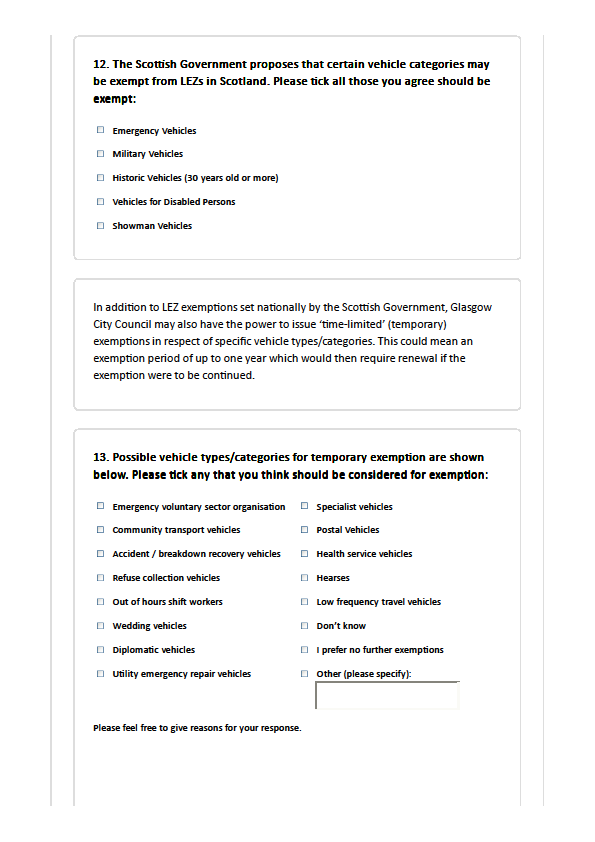 12. The Scottish Government proposes that certain vehicle categories may
be exempt from LEZs in Scotland. Please tick all those you agree should be
exempt:
Emergency Vehicles
Military Vehicles
Historic Vehicles (30 years old or more)
Vehicles for Disabled Persons
Showman Vehicles
In addition to LEZ exemptions set nationally by the Scottish Government, Glasgow
City Council may also have the power to issue ‘time-limited’ (temporary)
exemptions in respect of specific vehicle types/categories. This could mean an
exemption period of up to one year which would then require renewal if the
exemption were to be continued.
13. Possible vehicle types/categories for temporary exemption are shown
below. Please tick any that you think should be considered for exemption:
Emergency voluntary sector organisation
Community transport vehicles
Accident / breakdown recovery vehicles
Refuse collection vehicles
Out of hours shift workers
Wedding vehicles
Diplomatic vehicles
Utility emergency repair vehicles
Specialist vehicles
Postal Vehicles
Health service vehicles
Hearses
Low frequency travel vehicles
Don’t know
I prefer no further exemptions
Other (please specify):
Please feel free to give reasons for your response.